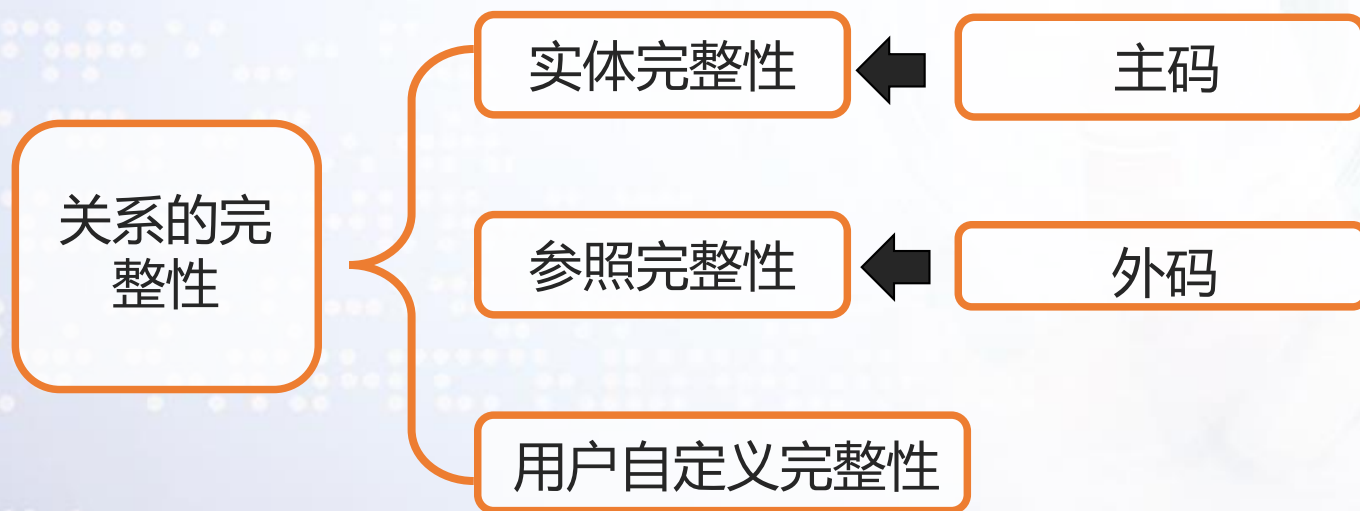 实体完整性
主码
关系的完
整性
参照完整性
外码
用户自定义完整性